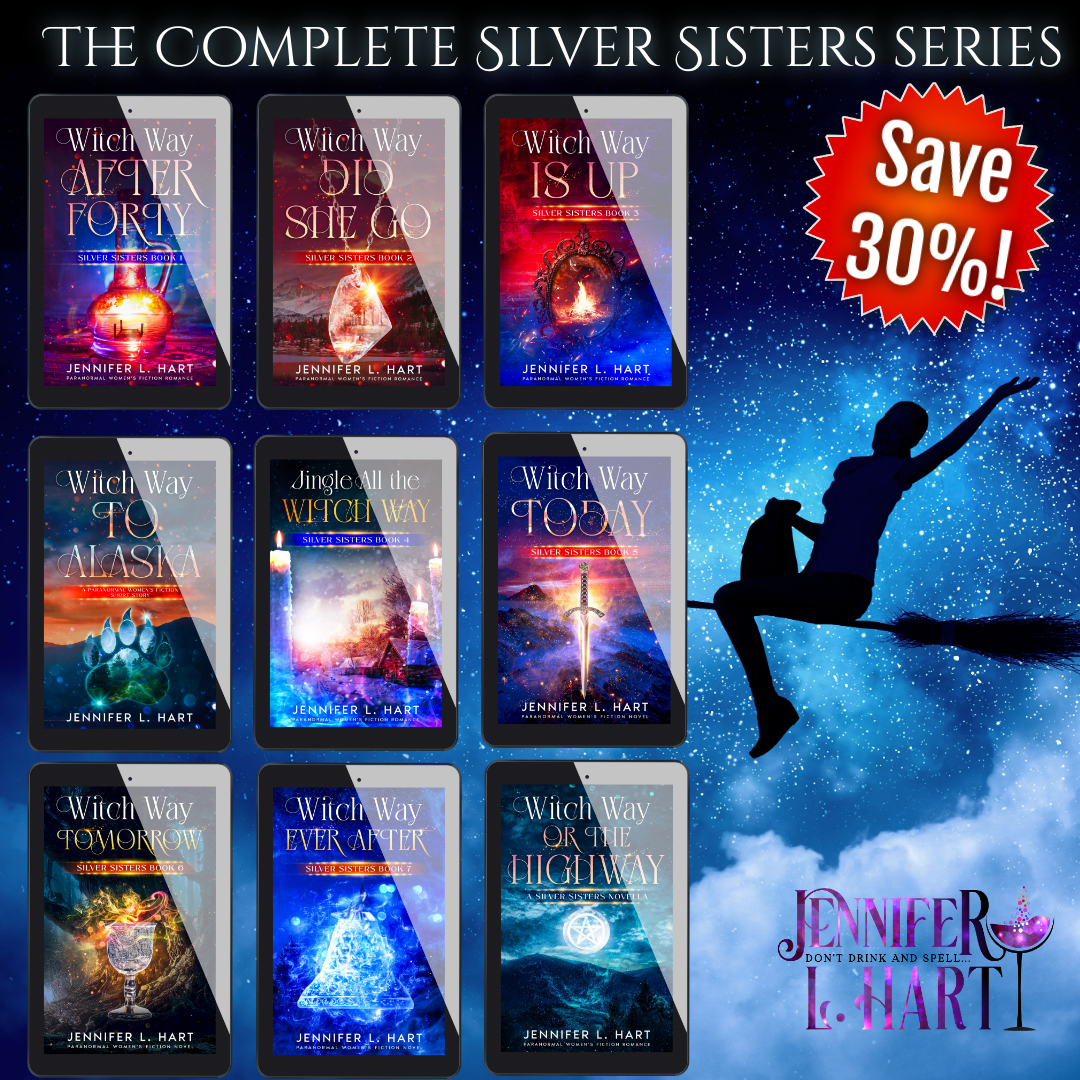 The Complete Silver Sisters series
Save
30%!
Witch Way
AFTER
FORTY
SILVER SISTERS BOOK 1
JENNIFER L. HART
PARANORMAL WOMEN'S FICTION ROMANCE
Witch Way
DID
SHE GO
SILVER SISTERS BOOK 2
JENNIFER L. HART
PARANORMAL WOMEN'S FICTION ROMANCE
Witch Way
IS UP
SILVER SISTERS BOOK 3
JENNIFER L. HART
PARANORMAL WOMEN'S FICTION ROMANCE
Witch Way
TO
ALASKA
A PARANORMAL WOMEN'S FICTION
SHORT STORY
JENNIFER L. HART
Jingle All the
WITCH WAY
SILVER SISTERS BOOK 4
JENNIFER L. HART
PARANORMAL WOMEN'S FICTION ROMANCE
Witch Way
TODAY
SILVER SISTERS BOOK 5
JENNIFER L. HART
PARANORMAL WOMEN'S FICTION NOVEL
Witch Way
TOMORROW
SILVER SISTERS BOOK 6
JENNIFER L. HART
PARANORMAL WOMEN'S FICTION NOVEL
Witch Way
EVER AFTER
SILVER SISTERS BOOK 7
JENNIFER L. HART
PARANORMAL WOMEN'S FICTION NOVEL
Witch Way
OR THE
HIGHWAY
A SILVER SISTERS NOVELLA
JENNIFER L. HART
PARANORMAL WOMEN'S FICTION ROMANCE
JENNIFER
DON'T DRINK AND SPELL...
L. HART